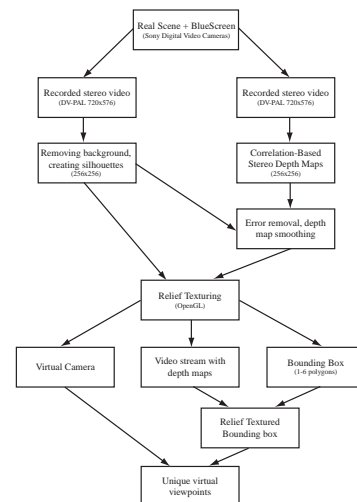 Real Scene + BlueScreen
(Sony Digital Video Cameras)
Recorded stereo video
(DV-PAL 720x576)
Recorded stereo video
(DV-PAL 720x576)
Removing background,
creating silhouettes
(256x256)
Correlation-Based
Stereo Depth Maps
(256x256)
Error removal, depth
map smoothing
Relief Texturing
(OpenGL)
Virtual Camera
Video stream with
depth maps
Bounding Box
(1-6 polygons)
Relief Textured
Bounding box
Unique virtual
viewpoints